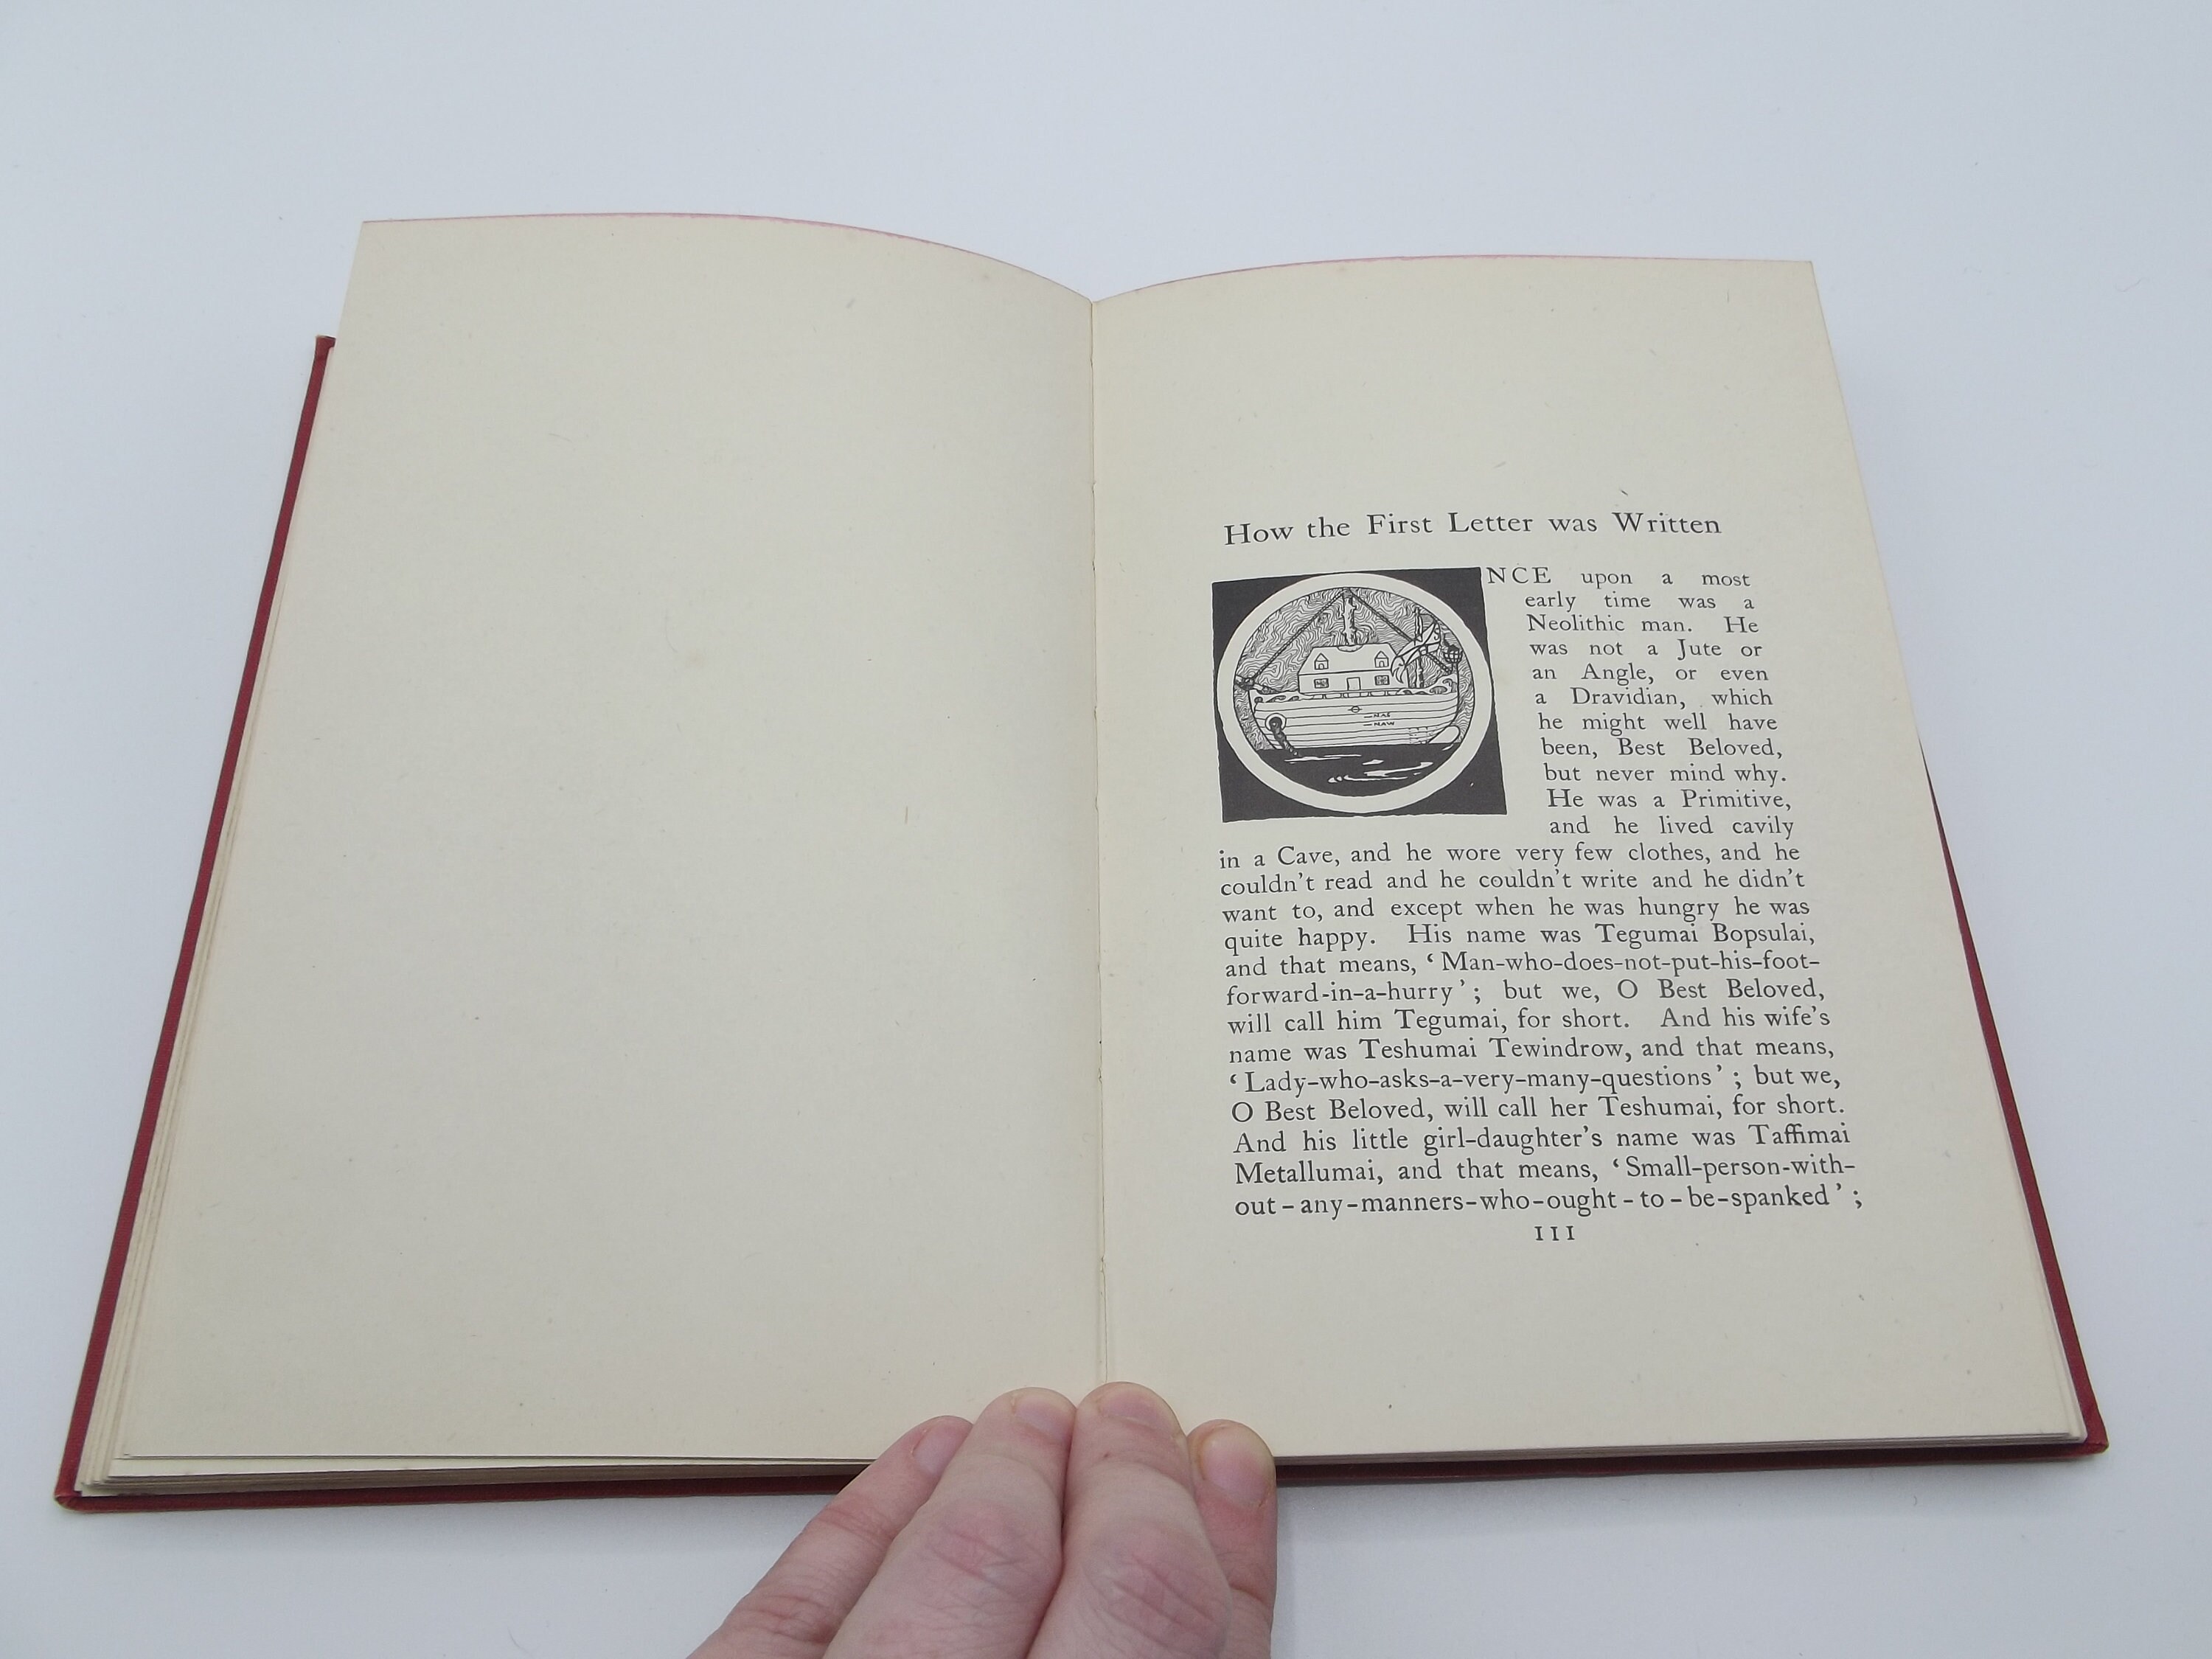 How the First Letter was Written
NCE upon a most
early time was a
Neolithic man. He
was not a Jute or
an Angle, or even
a Dravidian, which
he might well have
been, Best Beloved,
but never mind why.
He was a Primitive,
and he lived cavily
in a Cave, and he wore very few clothes, and he
couldn't read and he couldn't write and he didn't
want to, and except when he was hungry he was
quite happy. His name was Tegumai Bopsulai,
and that means, ‘Man-who-does-not-put-his-foot-
forward-in-a-hurry’; but we, O Best Beloved,
will call him Tegumai, for short. And his wife's
name was Teshumai Tewindrow, and that means,
‘Lady-who-asks-a-very-many-questions’; but we,
O Best Beloved, will call her Teshumai, for short.
And his little girl-daughter's name was Taffimai
Metallumai, and that means, ‘Small-person-with-
out-any-manners-who-ought-to-be-spanked’;
111